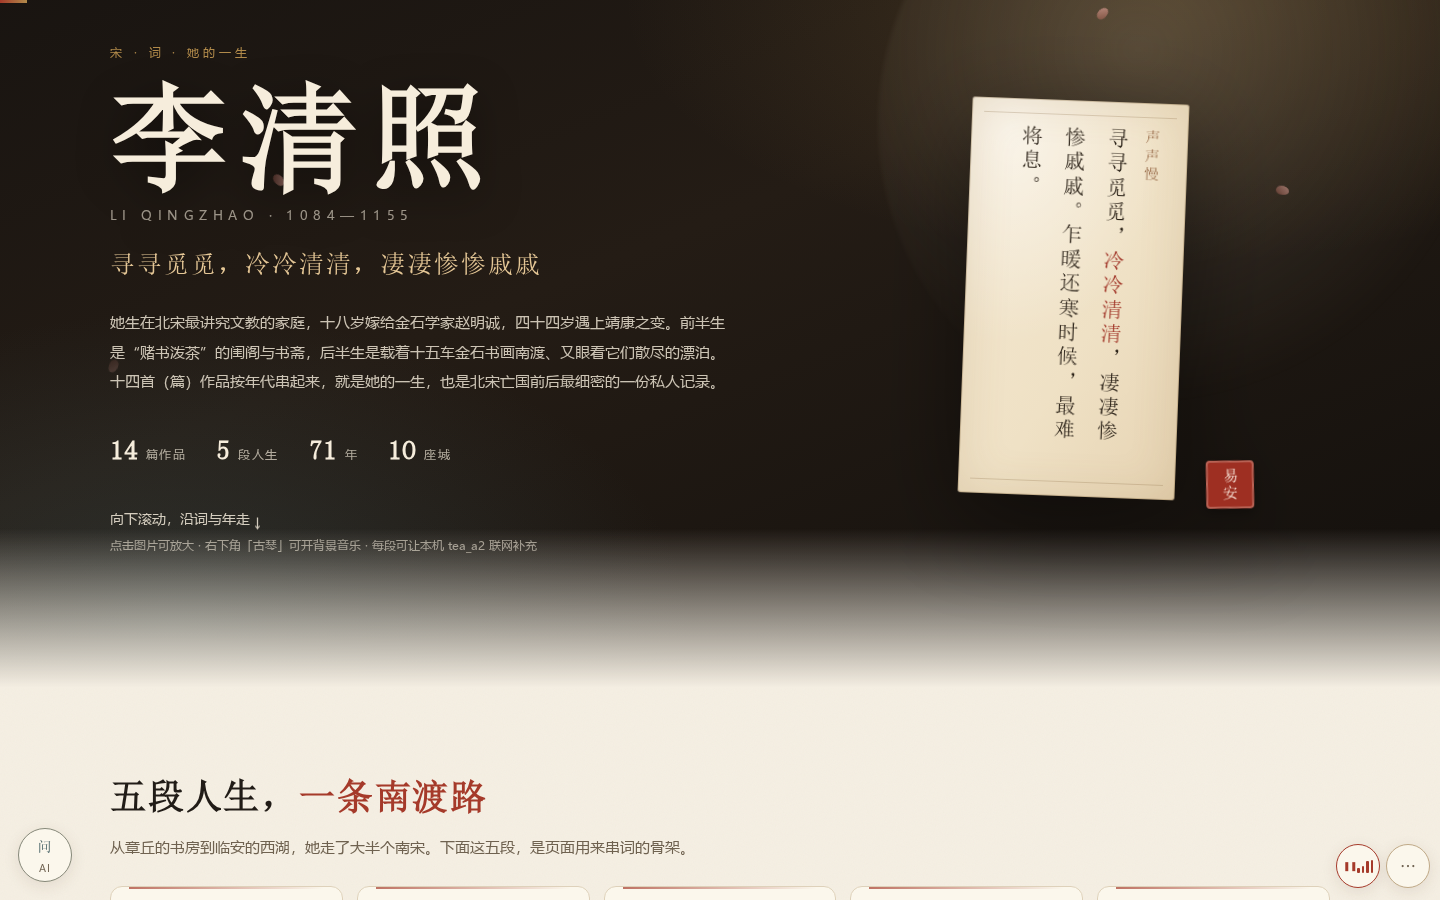 宋 · 词 · 她的一生
李清照
LI QINGZHAO · 1084—1155
寻寻觅觅，冷冷清清，凄凄惨惨戚戚
她生在北宋最讲究文教的家庭，十八岁嫁给金石学家赵明诚，四十四岁遇上靖康之变。前半生
是“赌书泼茶”的闺阁与书斋，后半生是载着十五车金石书画南渡、又眼看它们散尽的漂泊。
十四首（篇）作品按年代串起来，就是她的一生，也是北宋亡国前后最细密的一份私人记录。
14 篇作品 5 段人生 71 年 10 座城
向下滚动，沿词与年走 ↓
点击图片可放大 · 右下角「古琴」可开背景音乐 · 每段可让本机 tea_a2 联网补充
声声慢
寻寻觅觅，冷冷清清，凄凄惨
惨戚戚。乍暖还寒时候，最难
将息。
易安
五段人生，一条南渡路
从章丘的书房到临安的西湖，她走了大半个南宋。下面这五段，是页面用来串词的骨架。
问
AI